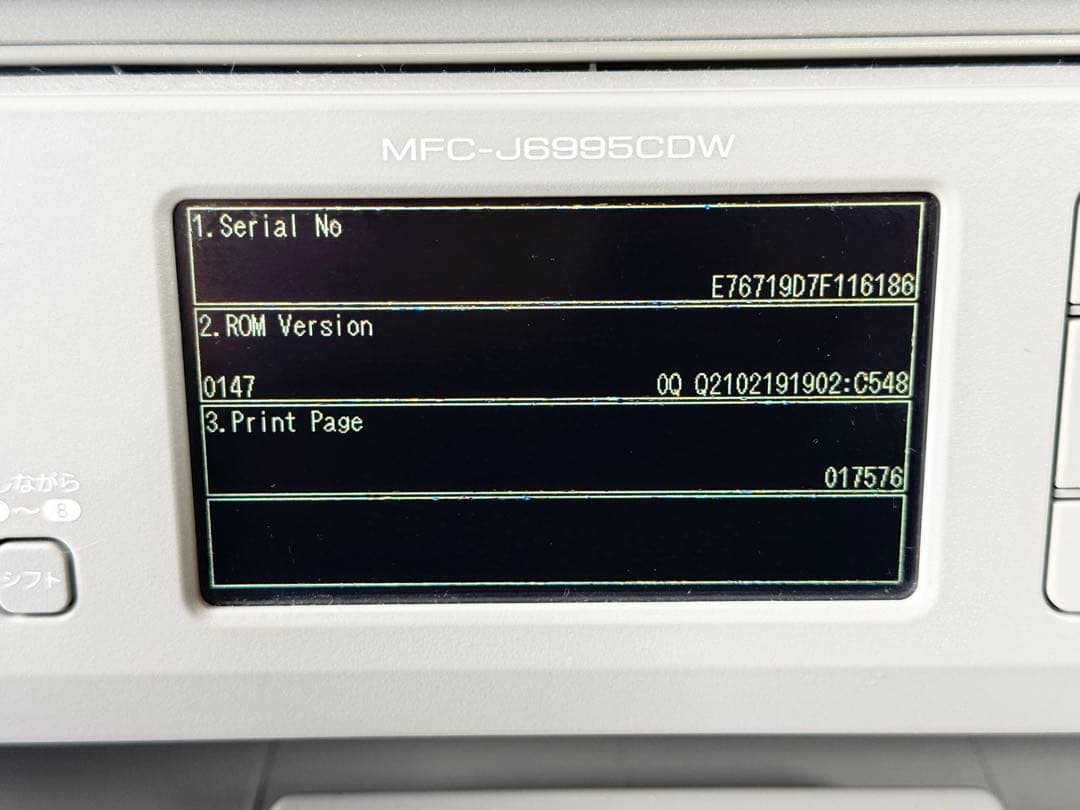 MFC-J6995CDW
1.Serial No
E76719D7F116186
2.ROM Version
0147 0Q Q2102191902:C548
3.Print Page
017576
しながら
～8
シフト